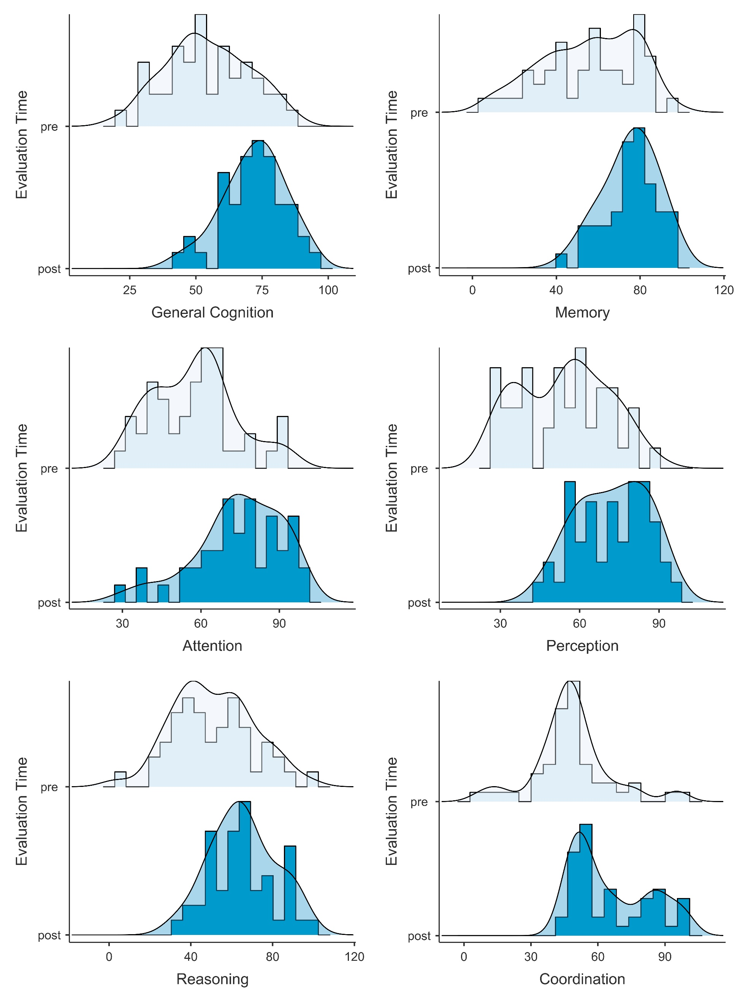 Evaluation Time
pre
post
25 50 75 100
General Cognition
Evaluation Time
pre
post
0 40 80 120
Memory
Evaluation Time
pre
post
30 60 90
Attention
Evaluation Time
pre
post
30 60 90
Perception
Evaluation Time
pre
post
0 40 80 120
Reasoning
Evaluation Time
pre
post
0 30 60 90
Coordination